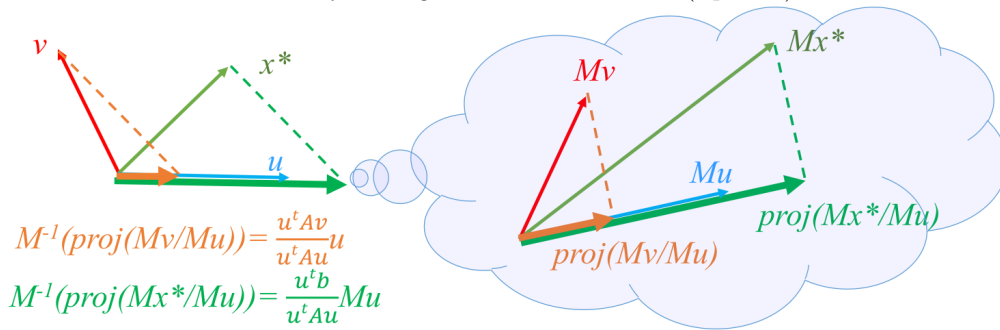 v
x*
u
M⁻¹(proj(Mv/Mu))= uᵗAv/uᵗAu u
M⁻¹(proj(Mx*/Mu))= uᵗb/uᵗAu Mu
Mx*
Mv
Mu
proj(Mv/Mu)
proj(Mx*/Mu)